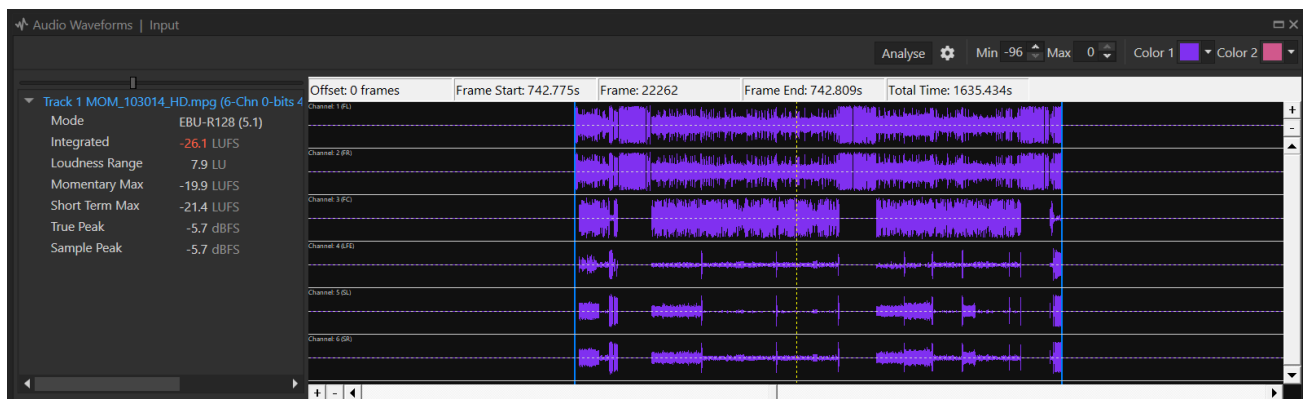 Audio Waveforms | Input
Analyse Min -96 Max 0 Color 1 Color 2
Offset: 0 frames Frame Start: 742.775s Frame: 22262 Frame End: 742.809s Total Time: 1635.434s
Track 1 MOM_103014_HD.mpg (6-Chn 0-bits 4
Mode EBU-R128 (5.1)
Integrated -26.1 LUFS
Loudness Range 7.9 LU
Momentary Max -19.9 LUFS
Short Term Max -21.4 LUFS
True Peak -5.7 dBFS
Sample Peak -5.7 dBFS
Channel: 1 (FL)
Channel: 2 (FR)
Channel: 3 (FC)
Channel: 4 (LFE)
Channel: 5 (SL)
Channel: 6 (SR)
+
-
+ -